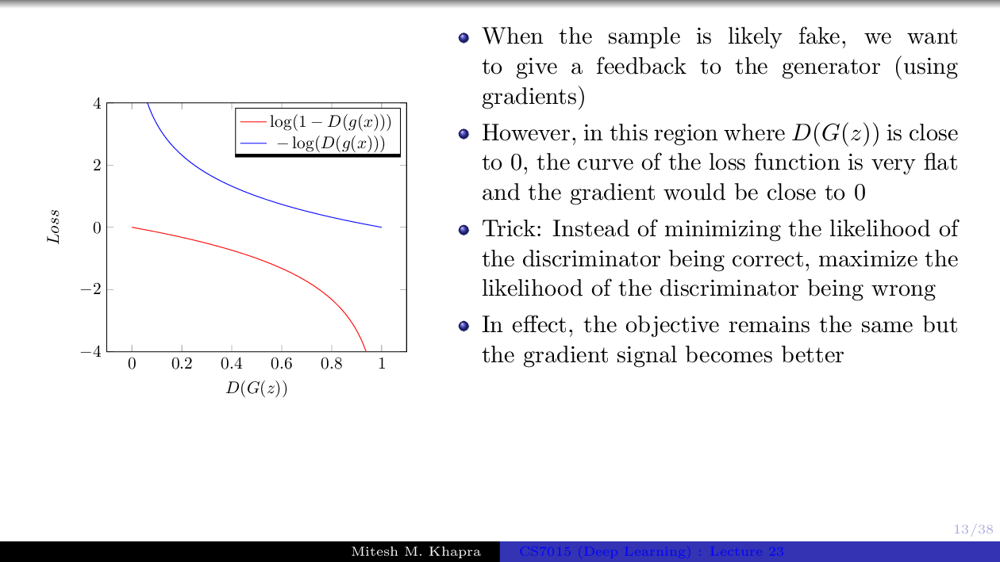 When the sample is likely fake, we want
to give a feedback to the generator (using
gradients)
However, in this region where D(G(z)) is close
to 0, the curve of the loss function is very flat
and the gradient would be close to 0
Trick: Instead of minimizing the likelihood of
the discriminator being correct, maximize the
likelihood of the discriminator being wrong
In effect, the objective remains the same but
the gradient signal becomes better
log(1 − D(g(x)))
− log(D(g(x)))
4
2
0
−2
−4
Loss
0 0.2 0.4 0.6 0.8 1
D(G(z))
13/38
Mitesh M. Khapra CS7015 (Deep Learning) : Lecture 23